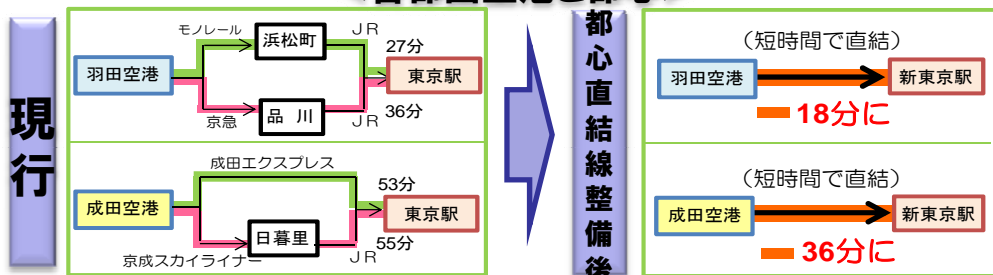 現行
モノレール
浜松町
JR
27分
羽田空港
東京駅
京急
品川
JR
36分
成田エクスプレス
53分
成田空港
東京駅
日暮里
55分
京成スカイライナー
JR
都心直結線整備後
(短時間で直結)
羽田空港
新東京駅
18分に
(短時間で直結)
成田空港
新東京駅
36分に